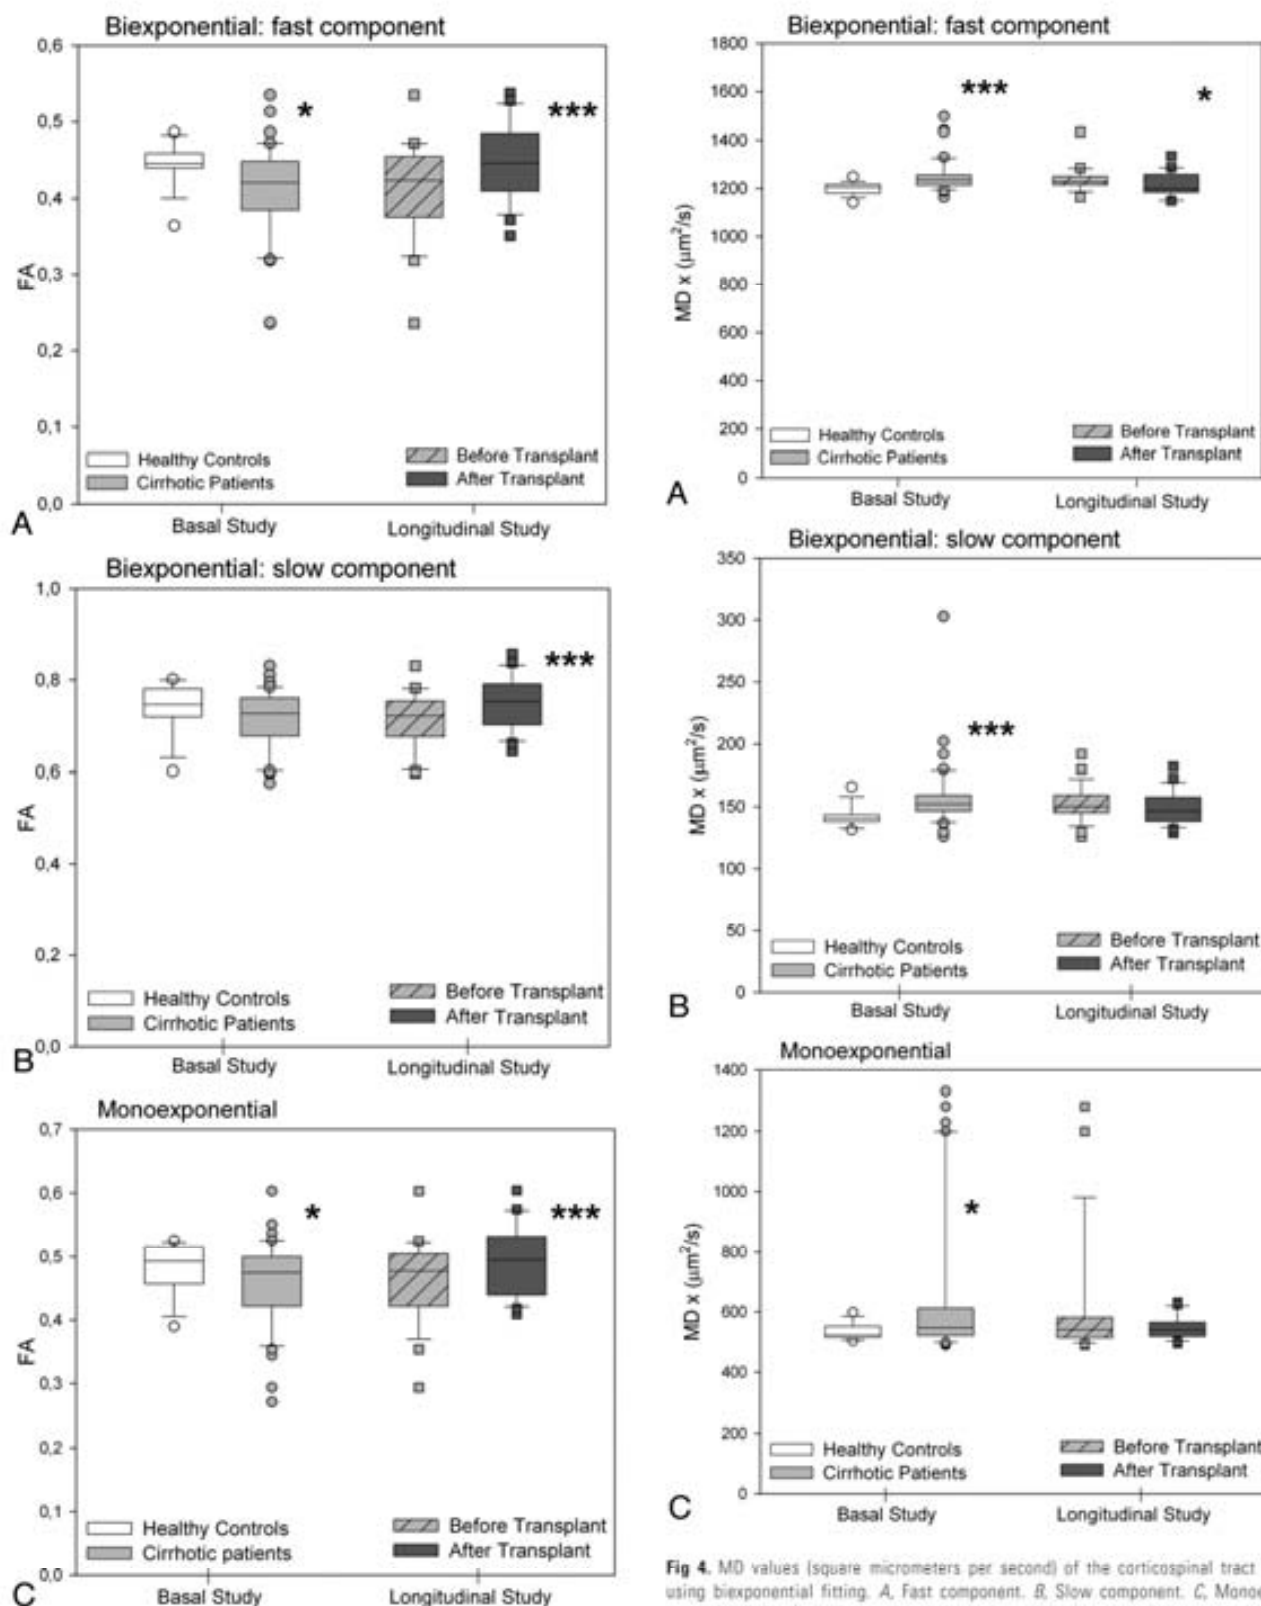 Biexponential: fast component
0,6
0,5
0,4
0,3
0,2
0,1
0,0
FA
*
***
Healthy Controls
Cirrhotic Patients
Before Transplant
After Transplant
A
Basal Study
Longitudinal Study
Biexponential: slow component
1,0
0,8
0,6
0,4
0,2
0,0
FA
***
Healthy Controls
Cirrhotic Patients
Before Transplant
After Transplant
B
Basal Study
Longitudinal Study
Monoexponential
0,7
0,6
0,5
0,4
0,3
0,2
0,1
0,0
FA
*
***
Healthy Controls
Cirrhotic patients
Before Transplant
After Transplant
C
Basal Study
Longitudinal Study
Biexponential: fast component
1800
1600
1400
1200
1000
800
600
400
200
0
MD x (μm²/s)
***
*
Healthy Controls
Cirrhotic Patients
Before Transplant
After Transplant
A
Basal Study
Longitudinal Study
Biexponential: slow component
350
300
250
200
150
100
50
0
MD x (μm²/s)
***
Healthy Controls
Cirrhotic Patients
Before Transplant
After Transplant
B
Basal Study
Longitudinal Study
Monoexponential
1400
1200
1000
800
600
400
200
0
MD x (μm²/s)
*
Healthy Controls
Cirrhotic Patients
Before Transplant
After Transplant
C
Basal Study
Longitudinal Study
Fig 4. MD values (square micrometers per second) of the corticospinal tract
using biexponential fitting. A, Fast component. B, Slow component. C, Monoe